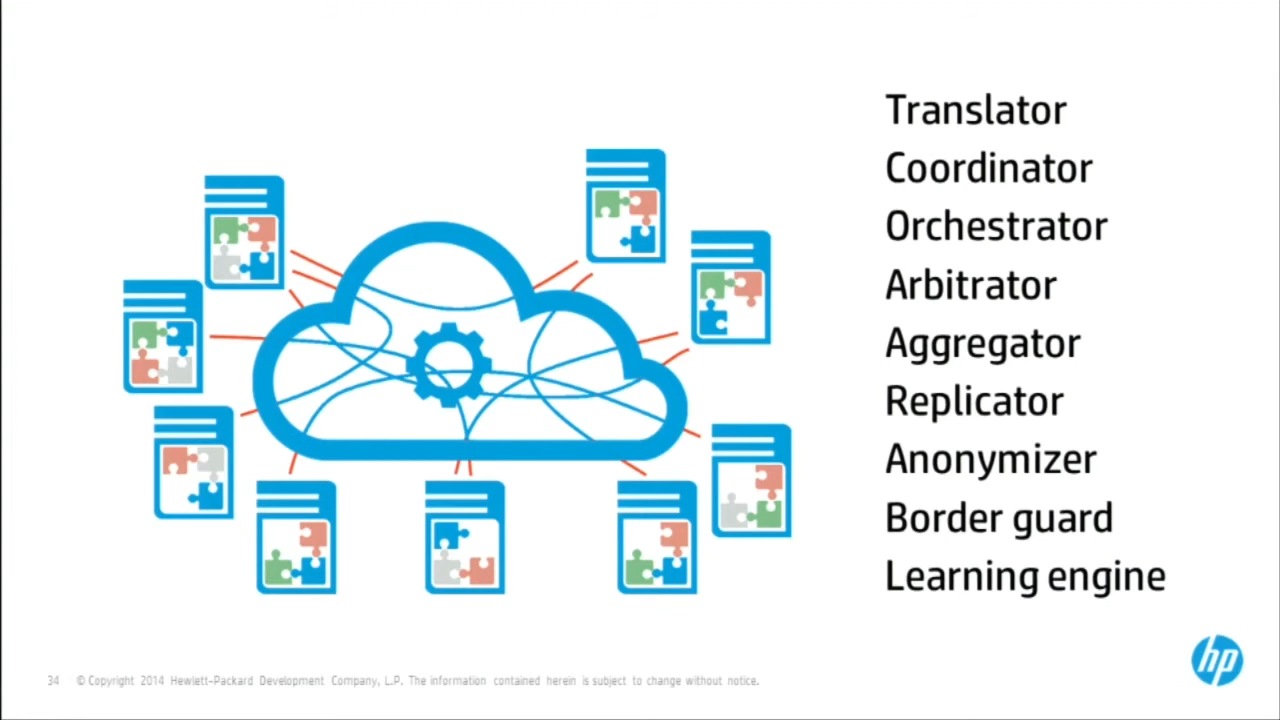 Translator
Coordinator
Orchestrator
Arbitrator
Aggregator
Replicator
Anonymizer
Border guard
Learning engine
hp
34 © Copyright 2014 Hewlett-Packard Development Company, L.P. The information contained herein is subject to change without notice.